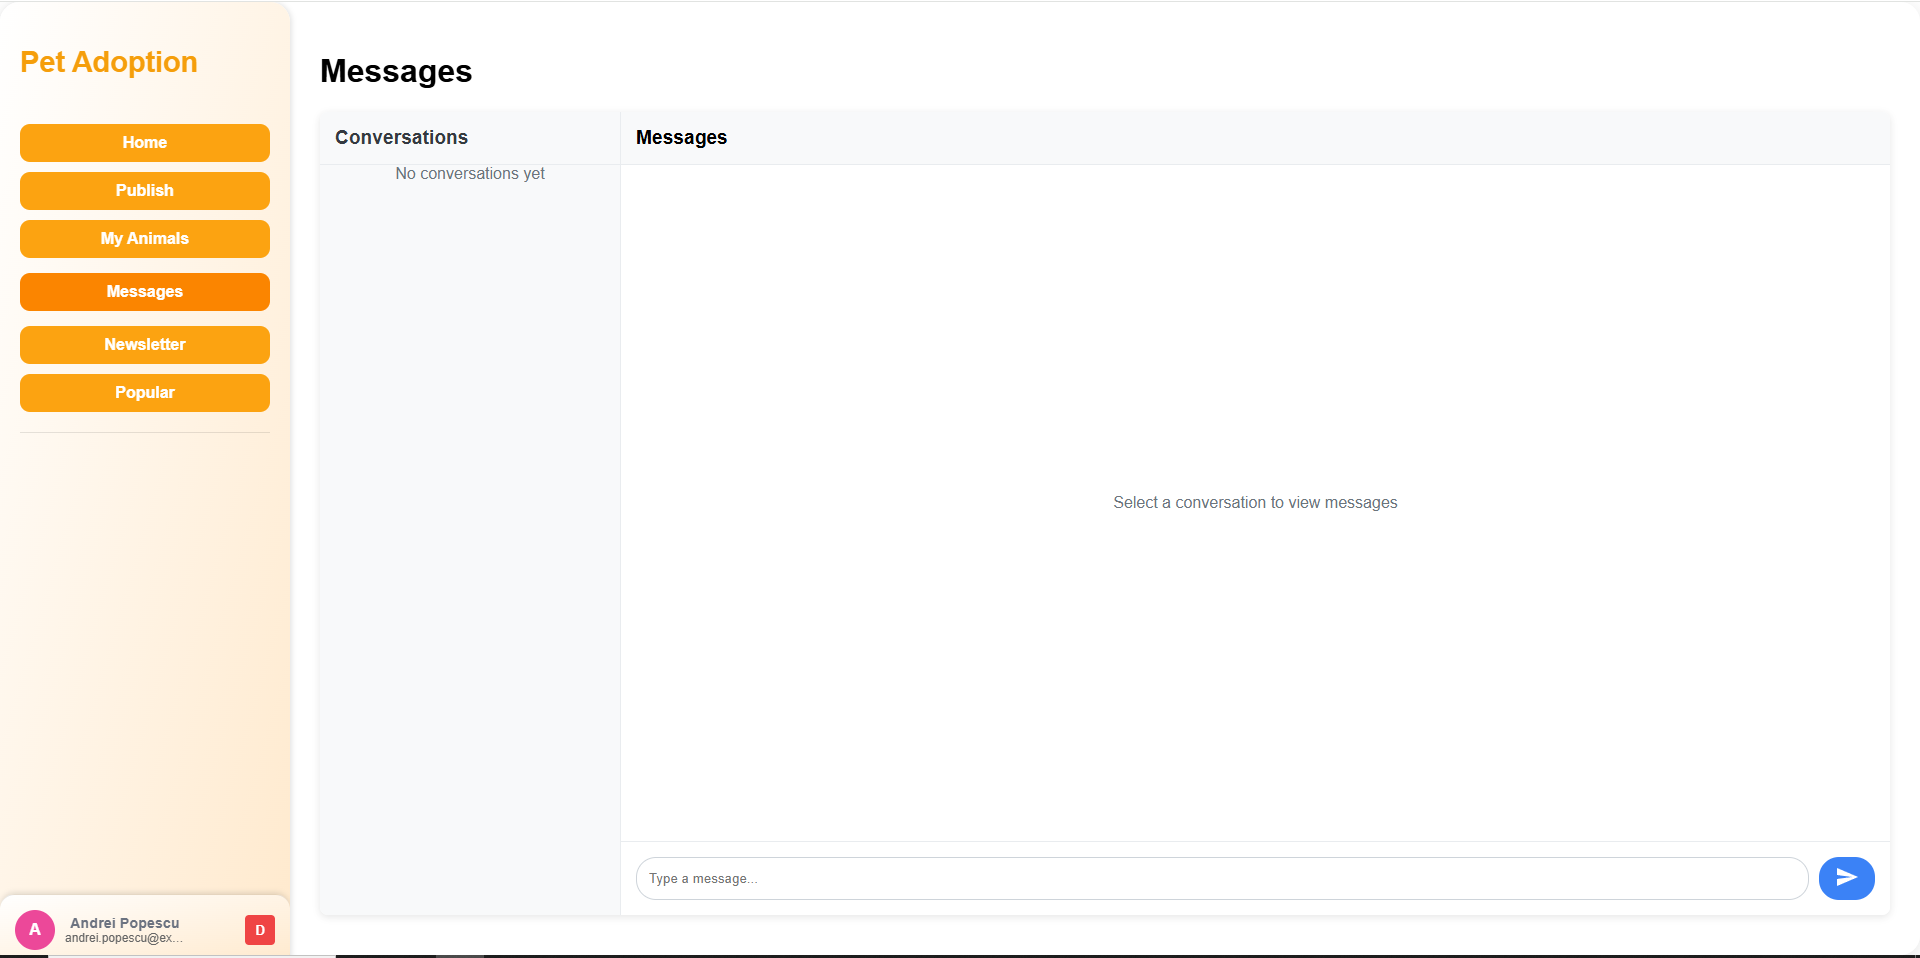 Pet Adoption
Home
Publish
My Animals
Messages
Newsletter
Popular
A
Andrei Popescu
andrei.popescu@ex...
D
Messages
Conversations
No conversations yet
Messages
Select a conversation to view messages
Type a message...